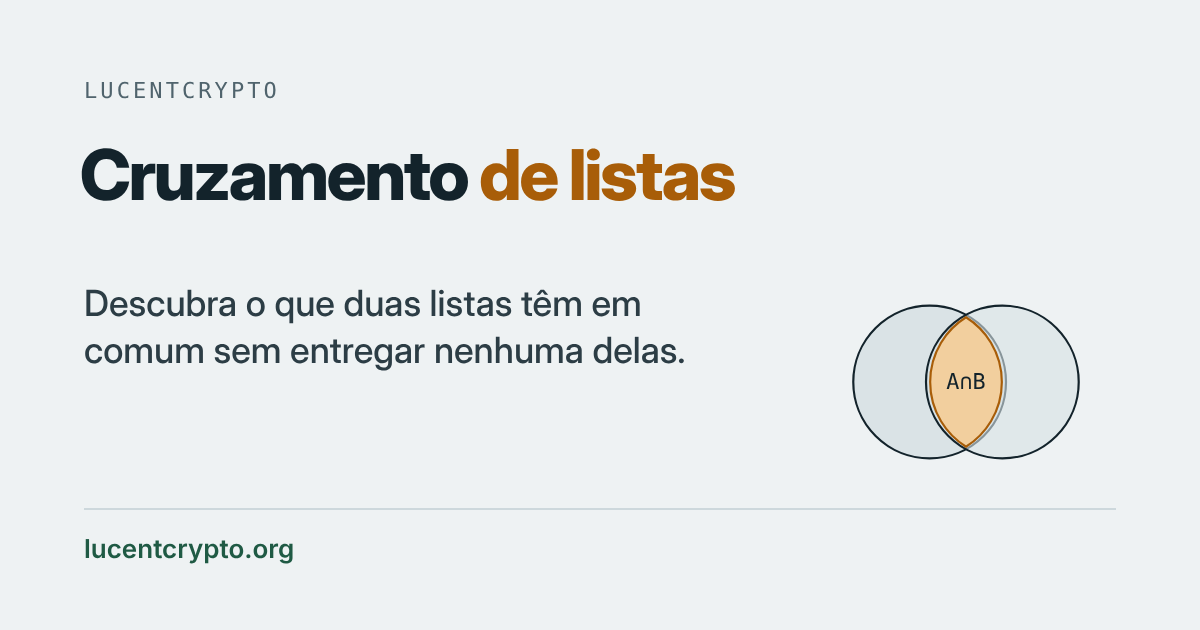 LUCENTCRYPTO
Cruzamento de listas
Descubra o que duas listas têm em
comum sem entregar nenhuma delas.
A∩B
lucentcrypto.org